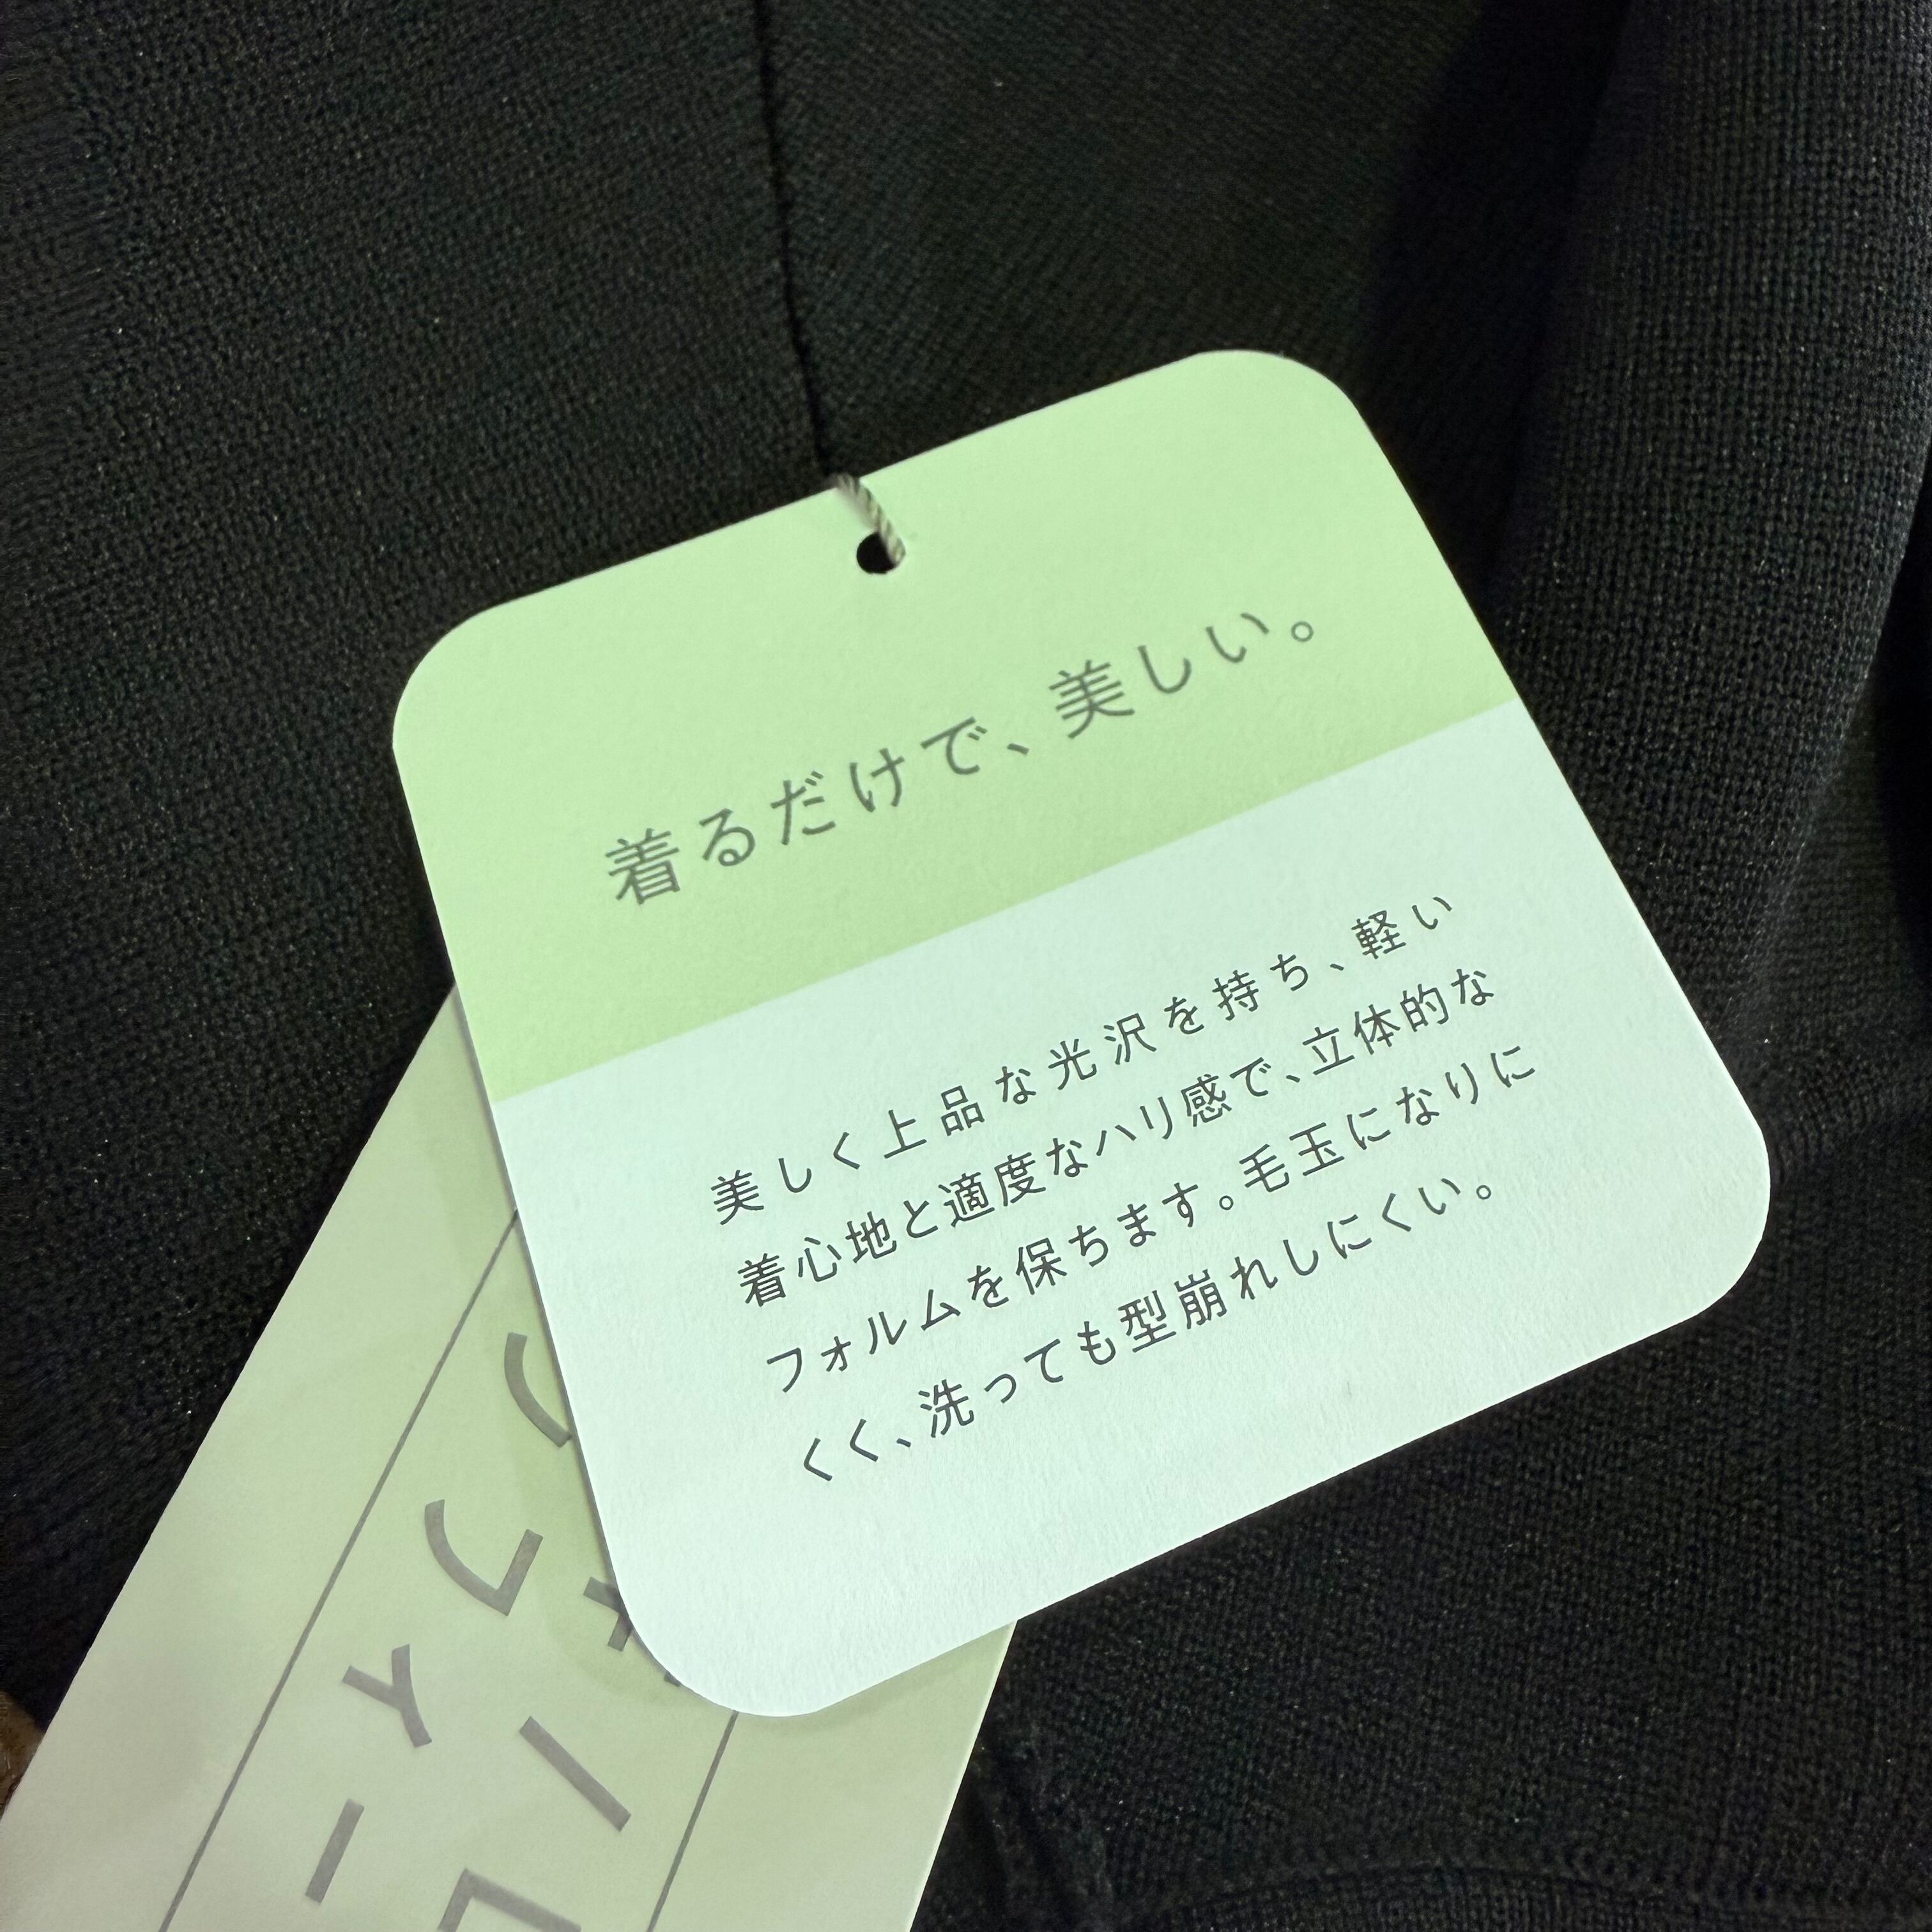 着るだけで、美しい。
美しく上品な光沢を持ち、軽い
着心地と適度なハリ感で、立体的な
フォルムを保ちます。毛玉になりに
くく、洗っても型崩れしにくい。